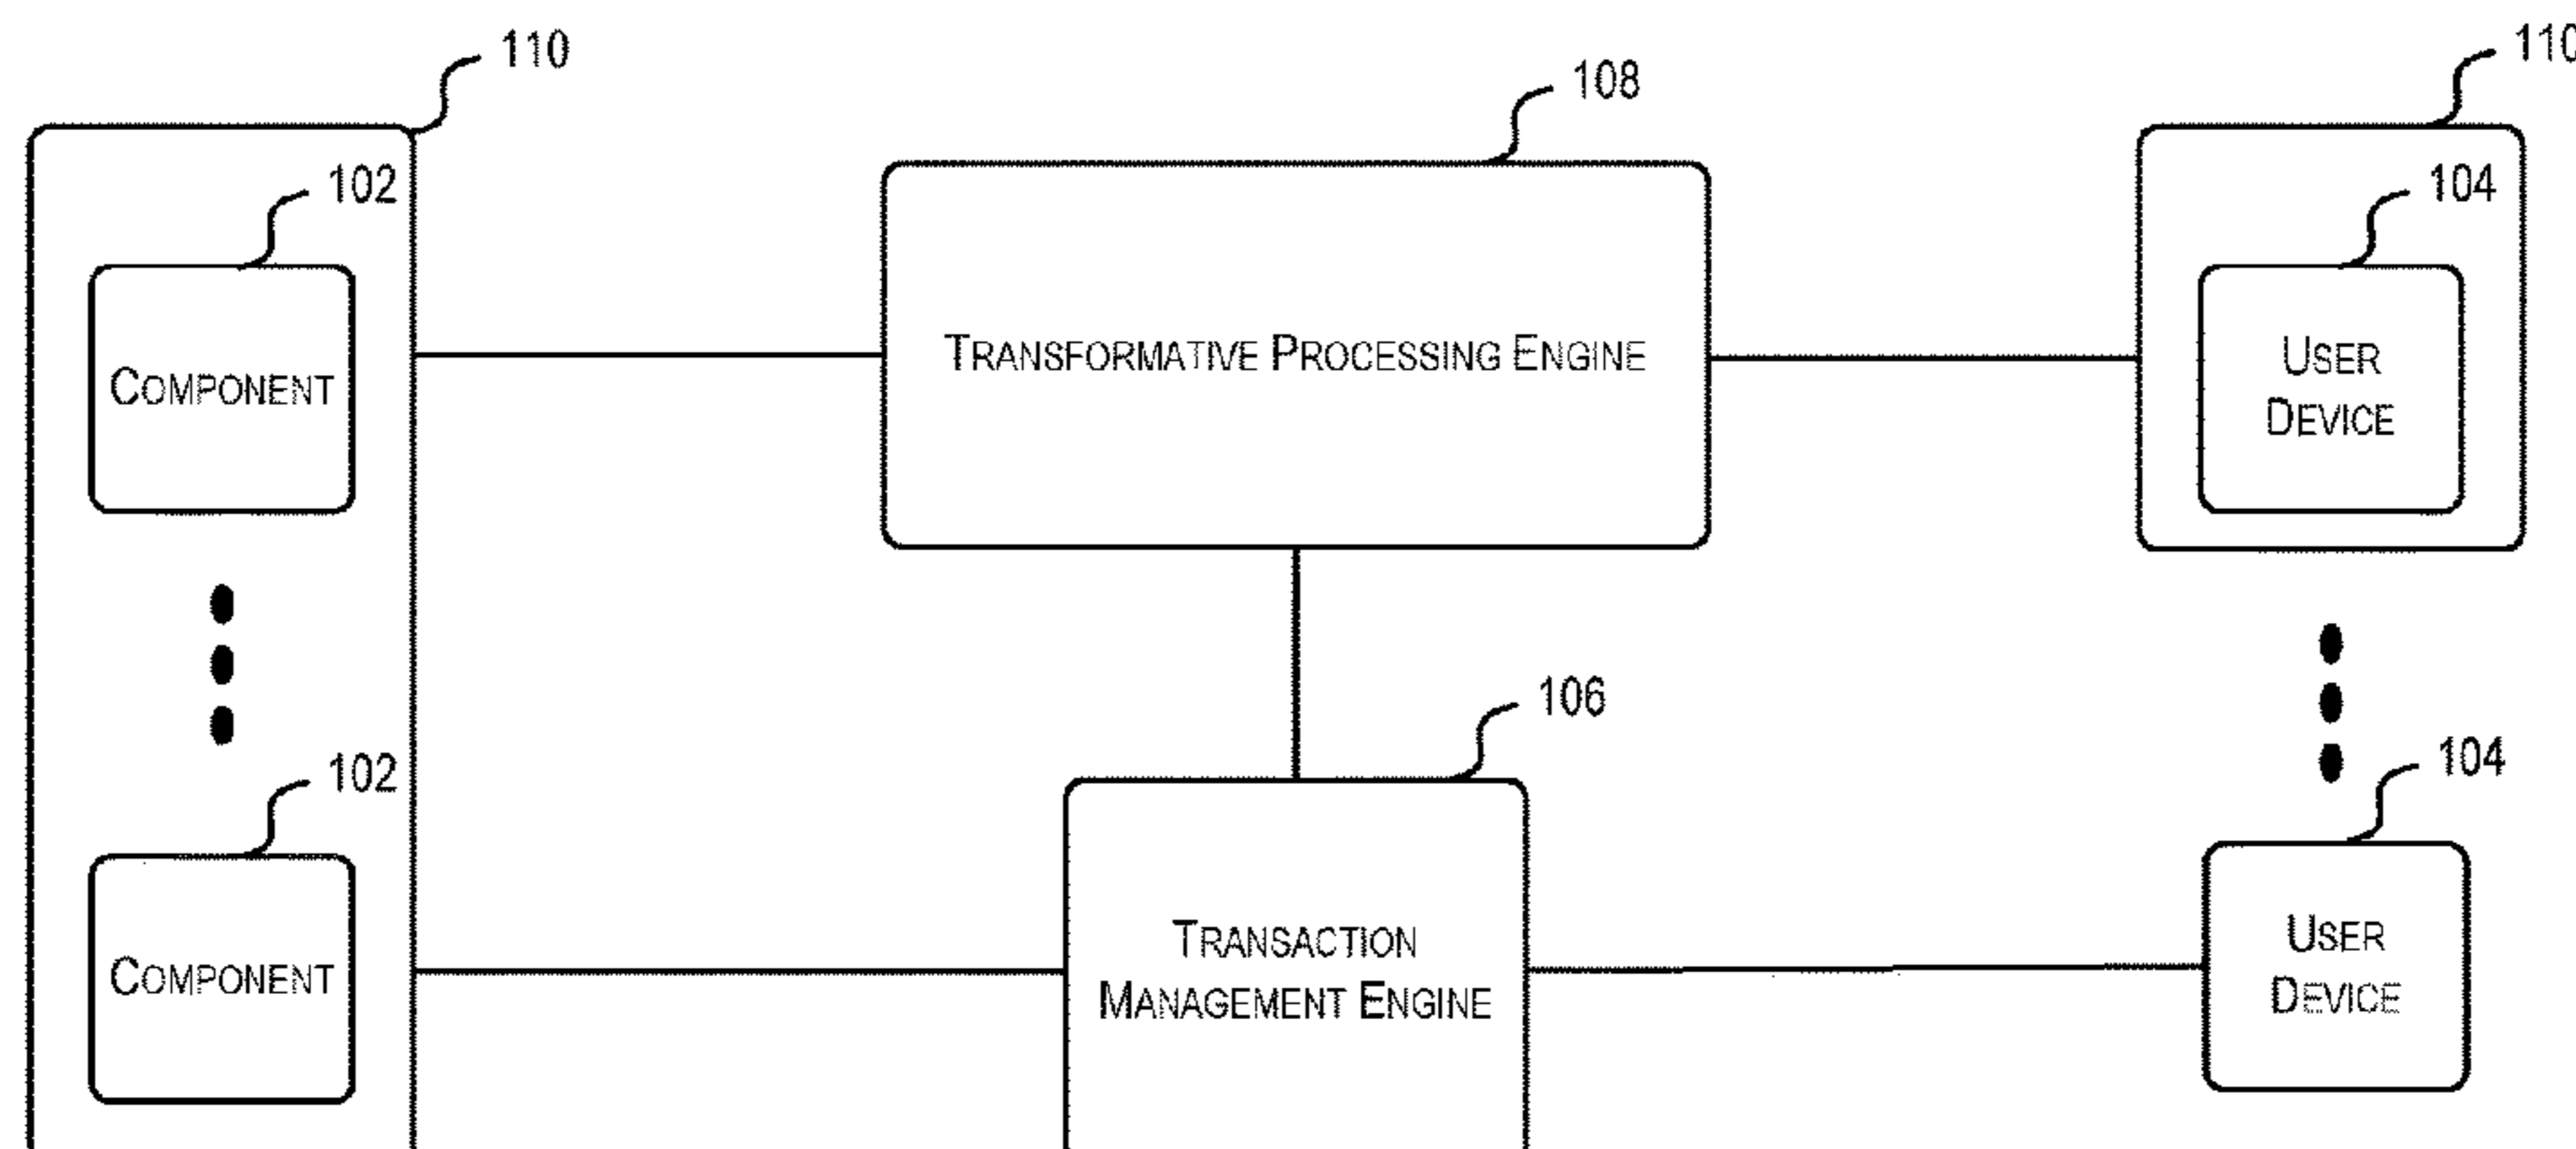 110
110
108
102
104
TRANSFORMATIVE PROCESSING ENGINE
USER
DEVICE
COMPONENT
106
102
104
TRANSACTION
MANAGEMENT ENGINE
USER
DEVICE
COMPONENT